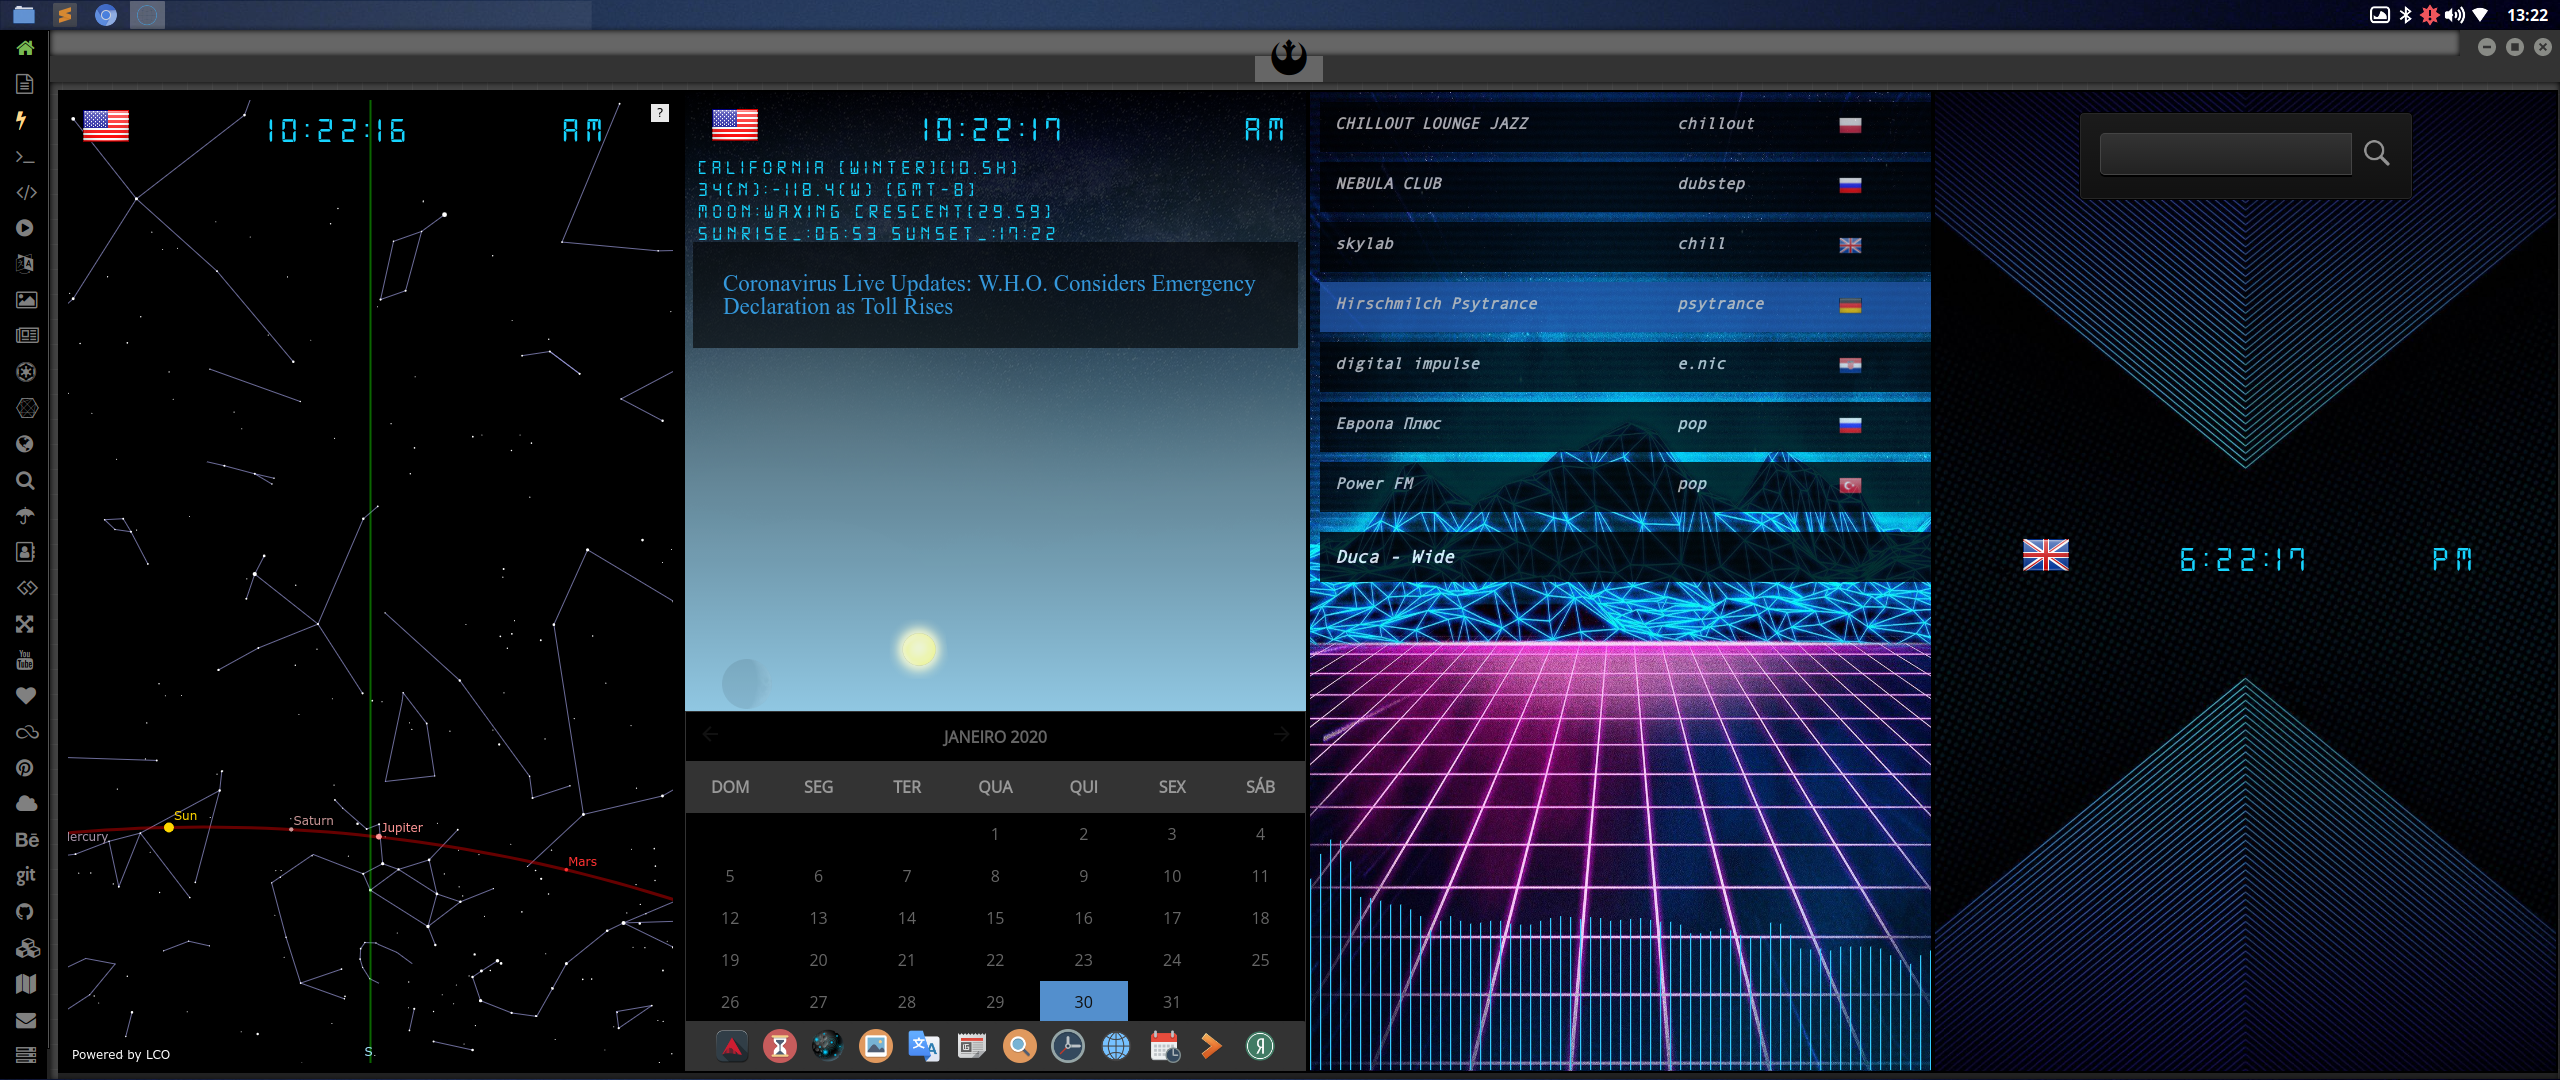 13:22
10:22:16 AM
?
Sun
Saturn
Jupiter
lercury
Mars
S.
Powered by LCO
10:22:17 AM
CALIFORNIA [WINTER][10.5H]
34[N]:-118.4[W] [GMT-8]
MOON:WAXING CRESCENT[29.59]
SUNRISE_:06:53 SUNSET_:17:22
Coronavirus Live Updates: W.H.O. Considers Emergency
Declaration as Toll Rises
JANEIRO 2020
DOM SEG TER QUA QUI SEX SÁB
1 2 3 4
5 6 7 8 9 10 11
12 13 14 15 16 17 18
19 20 21 22 23 24 25
26 27 28 29 30 31
CHILLOUT LOUNGE JAZZ chillout
NEBULA CLUB dubstep
skylab chill
Hirschmilch Psytrance psytrance
digital impulse e.nic
Европа Плюс pop
Power FM pop
Duca - Wide
6:22:17 PM
You
Tube
Bē
git